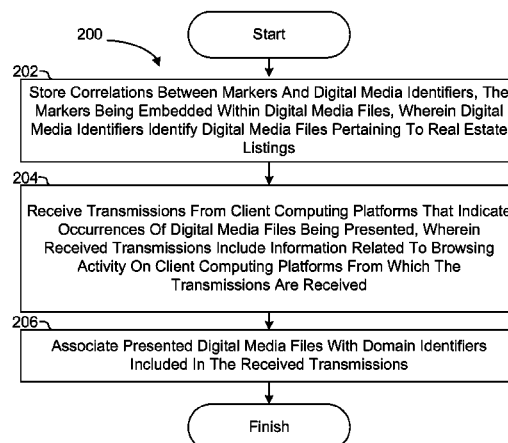 200
Start
202
Store Correlations Between Markers And Digital Media Identifiers, The
Markers Being Embedded Within Digital Media Files, Wherein Digital
Media Identifiers Identify Digital Media Files Pertaining To Real Estate
Listings
204
Receive Transmissions From Client Computing Platforms That Indicate
Occurrences Of Digital Media Files Being Presented, Wherein
Received Transmissions Include Information Related To Browsing
Activity On Client Computing Platforms From Which The
Transmissions Are Received
206
Associate Presented Digital Media Files With Domain Identifiers
Included In The Received Transmissions
Finish